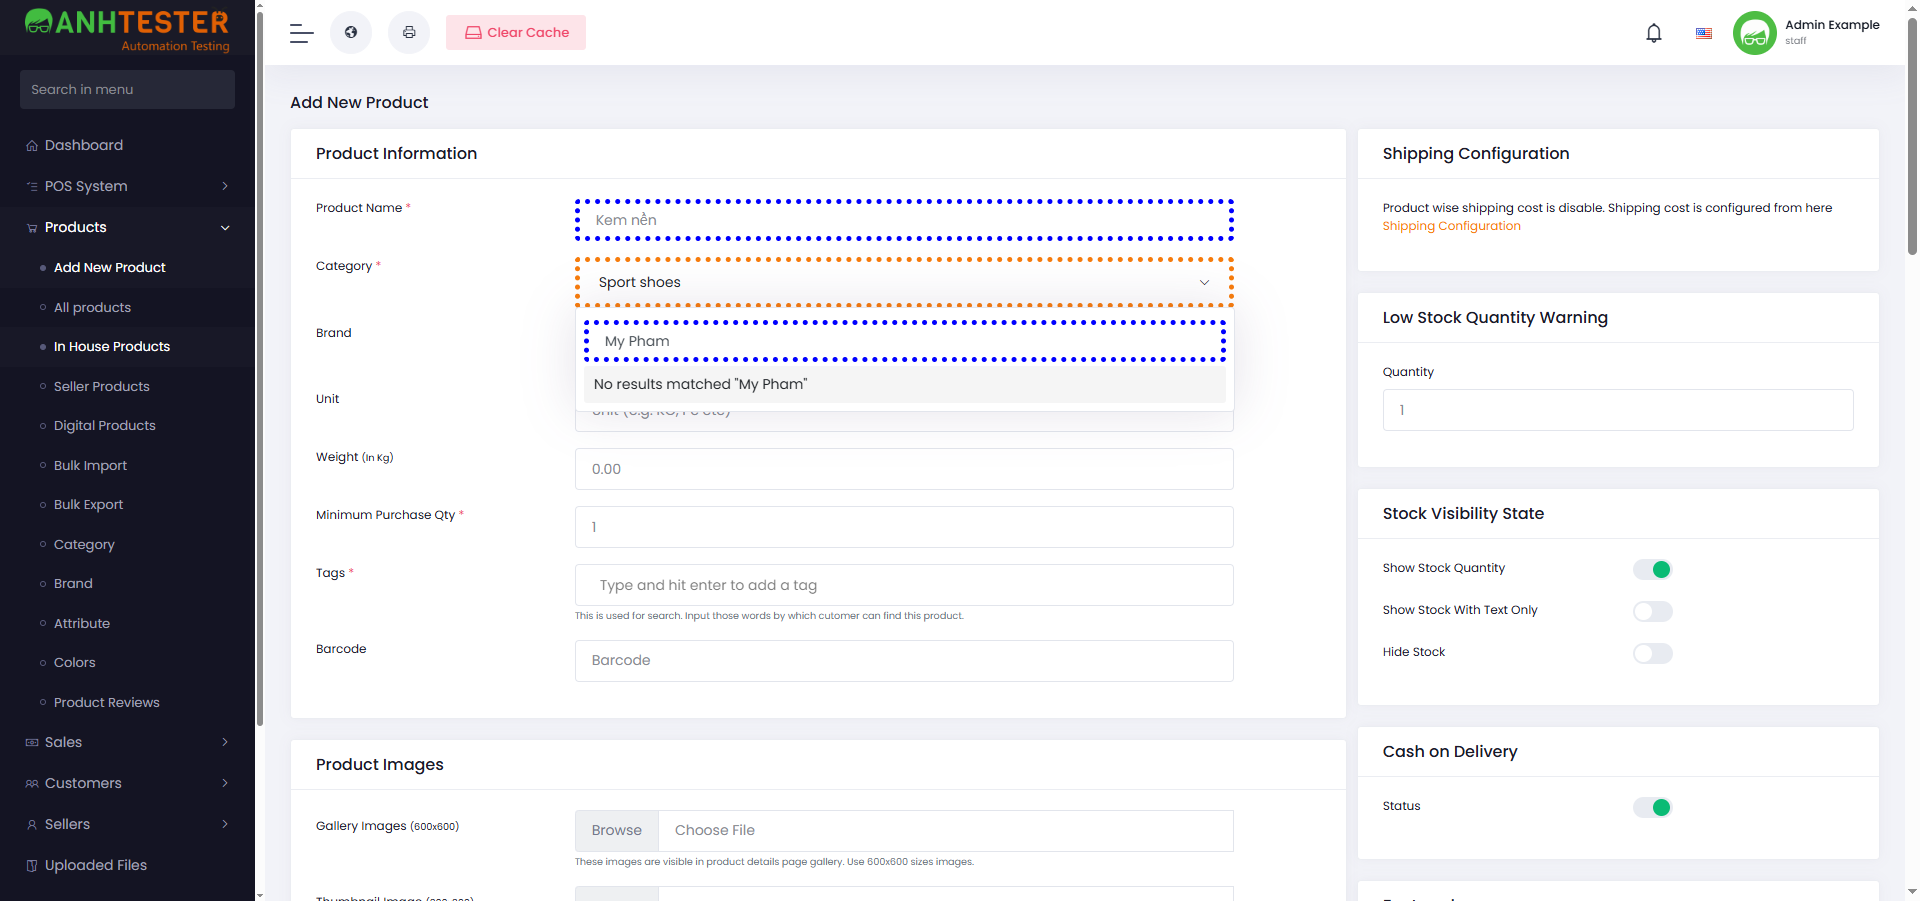 ANHTESTER
Automation Testing
Search in menu
Dashboard
POS System
Products
Add New Product
All products
In House Products
Seller Products
Digital Products
Bulk Import
Bulk Export
Category
Brand
Attribute
Colors
Product Reviews
Sales
Customers
Sellers
Uploaded Files
Clear Cache
Admin Example
staff
Add New Product
Product Information
Product Name *
Kem nền
Category *
Sport shoes
My Pham
No results matched "My Pham"
Brand
Unit
Unit (e.g. KG, Pc etc)
Weight (In Kg)
0.00
Minimum Purchase Qty *
1
Tags *
Type and hit enter to add a tag
This is used for search. Input those words by which cutomer can find this product.
Barcode
Barcode
Product Images
Gallery Images (600x600)
Browse
Choose File
These images are visible in product details page gallery. Use 600x600 sizes images.
Shipping Configuration
Product wise shipping cost is disable. Shipping cost is configured from here
Shipping Configuration
Low Stock Quantity Warning
Quantity
1
Stock Visibility State
Show Stock Quantity
Show Stock With Text Only
Hide Stock
Cash on Delivery
Status